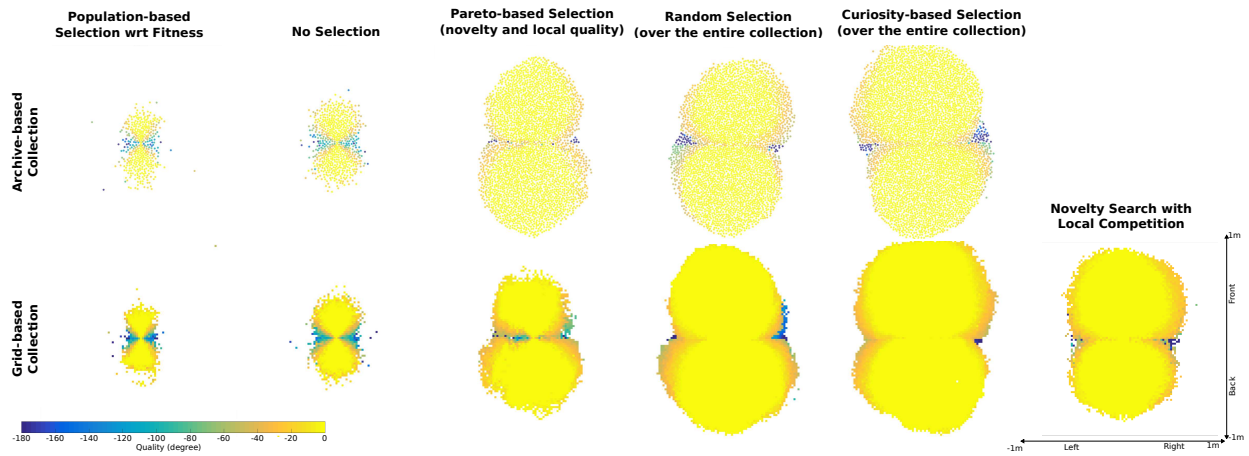 Population-based
Selection wrt Fitness
No Selection
Pareto-based Selection
(novelty and local quality)
Random Selection
(over the entire collection)
Curiosity-based Selection
(over the entire collection)
Archive-based
Collection
Grid-based
Collection
Novelty Search with
Local Competition
1m
Front
Back
-1m
-1m
Left
Right
1m
-180
-160
-140
-120
-100
-80
-60
-40
-20
0
Quality (degree)